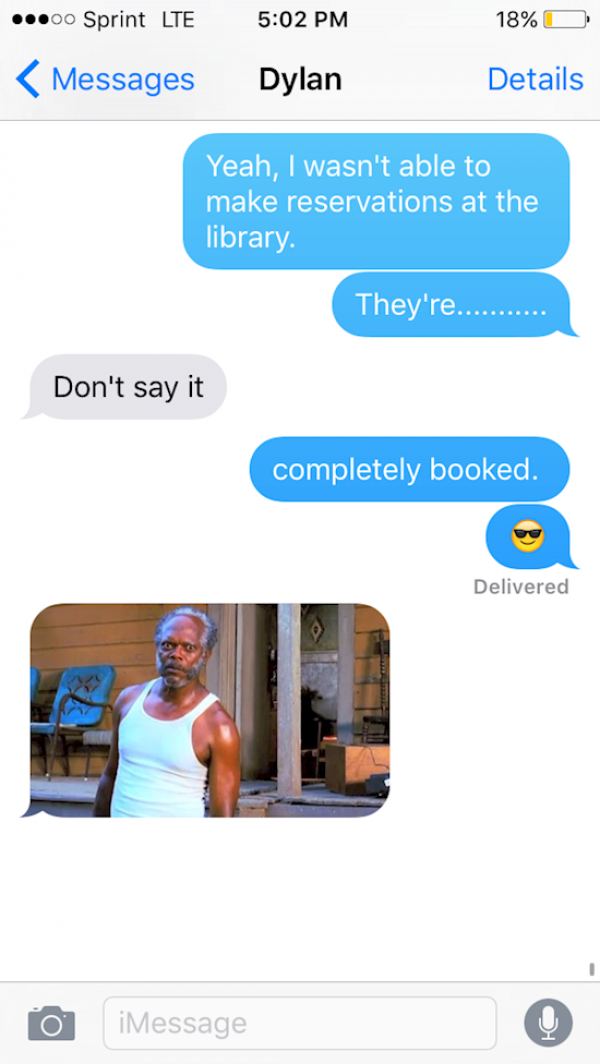 Sprint LTE 5:02 PM 18%
Messages Dylan Details
Yeah, I wasn't able to
make reservations at the
library.
They're...........
Don't say it
completely booked.
😎
Delivered
iMessage